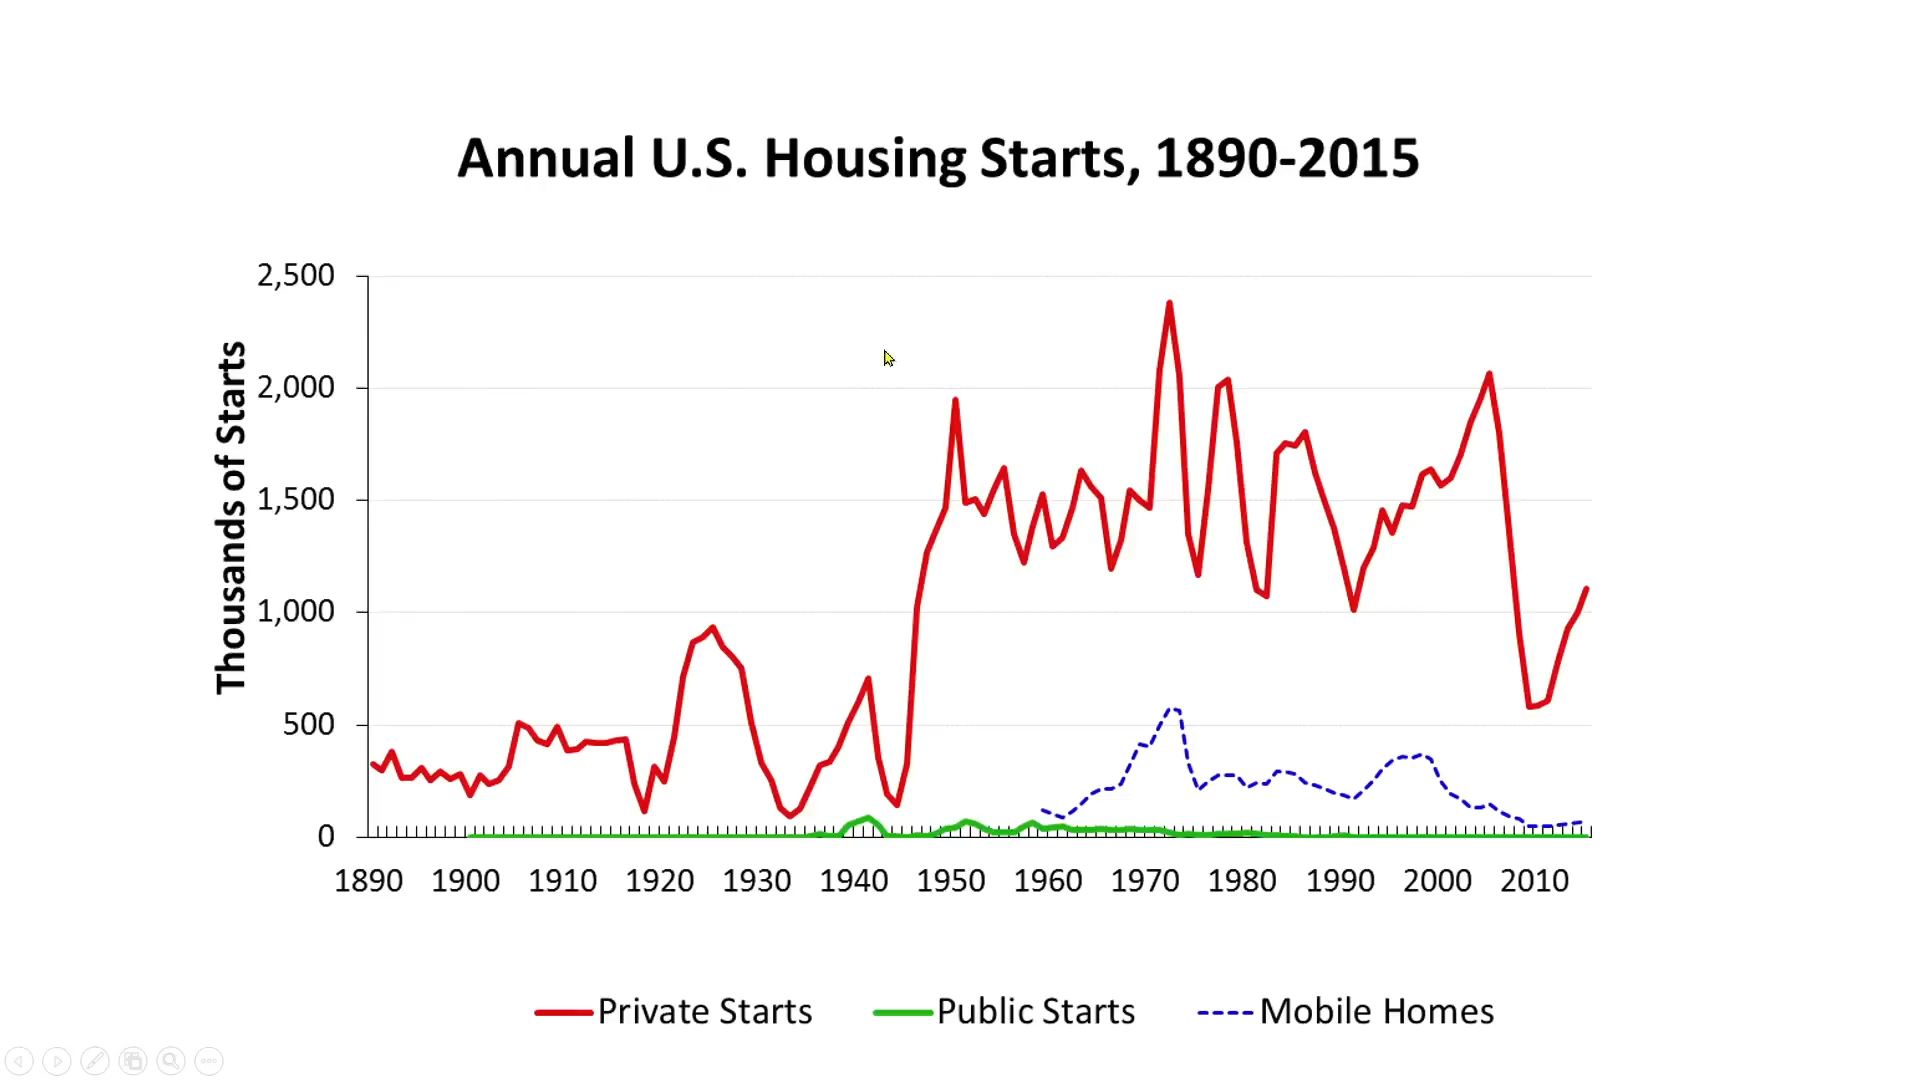 Annual U.S. Housing Starts, 1890-2015
Thousands of Starts
2,500
2,000
1,500
1,000
500
0
1890 1900 1910 1920 1930 1940 1950 1960 1970 1980 1990 2000 2010
Private Starts Public Starts Mobile Homes